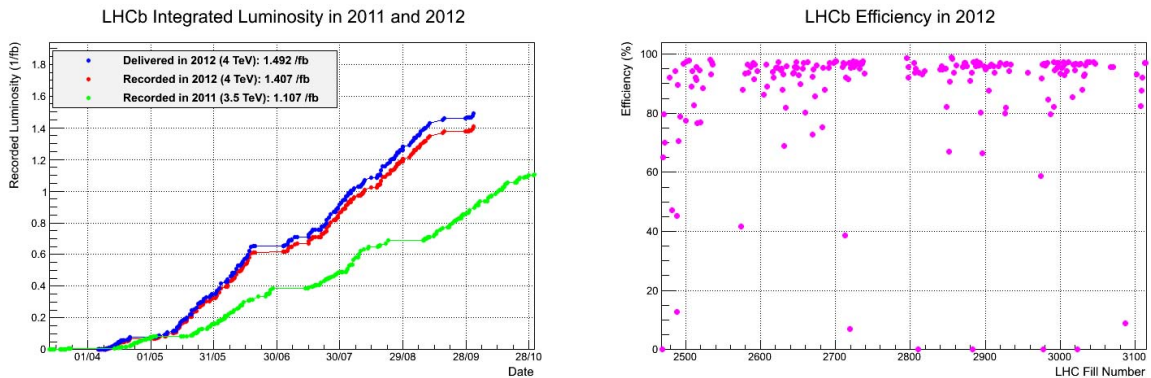 LHCb Integrated Luminosity in 2011 and 2012
Recorded Luminosity (1/fb)
1.8
1.6
1.4
1.2
1
0.8
0.6
0.4
0.2
0
Delivered in 2012 (4 TeV): 1.492 /fb
Recorded in 2012 (4 TeV): 1.407 /fb
Recorded in 2011 (3.5 TeV): 1.107 /fb
01/04 01/05 31/05 30/06 30/07 29/08 28/09 28/10
Date
LHCb Efficiency in 2012
Efficiency (%)
100
80
60
40
20
0
2500 2600 2700 2800 2900 3000 3100
LHC Fill Number